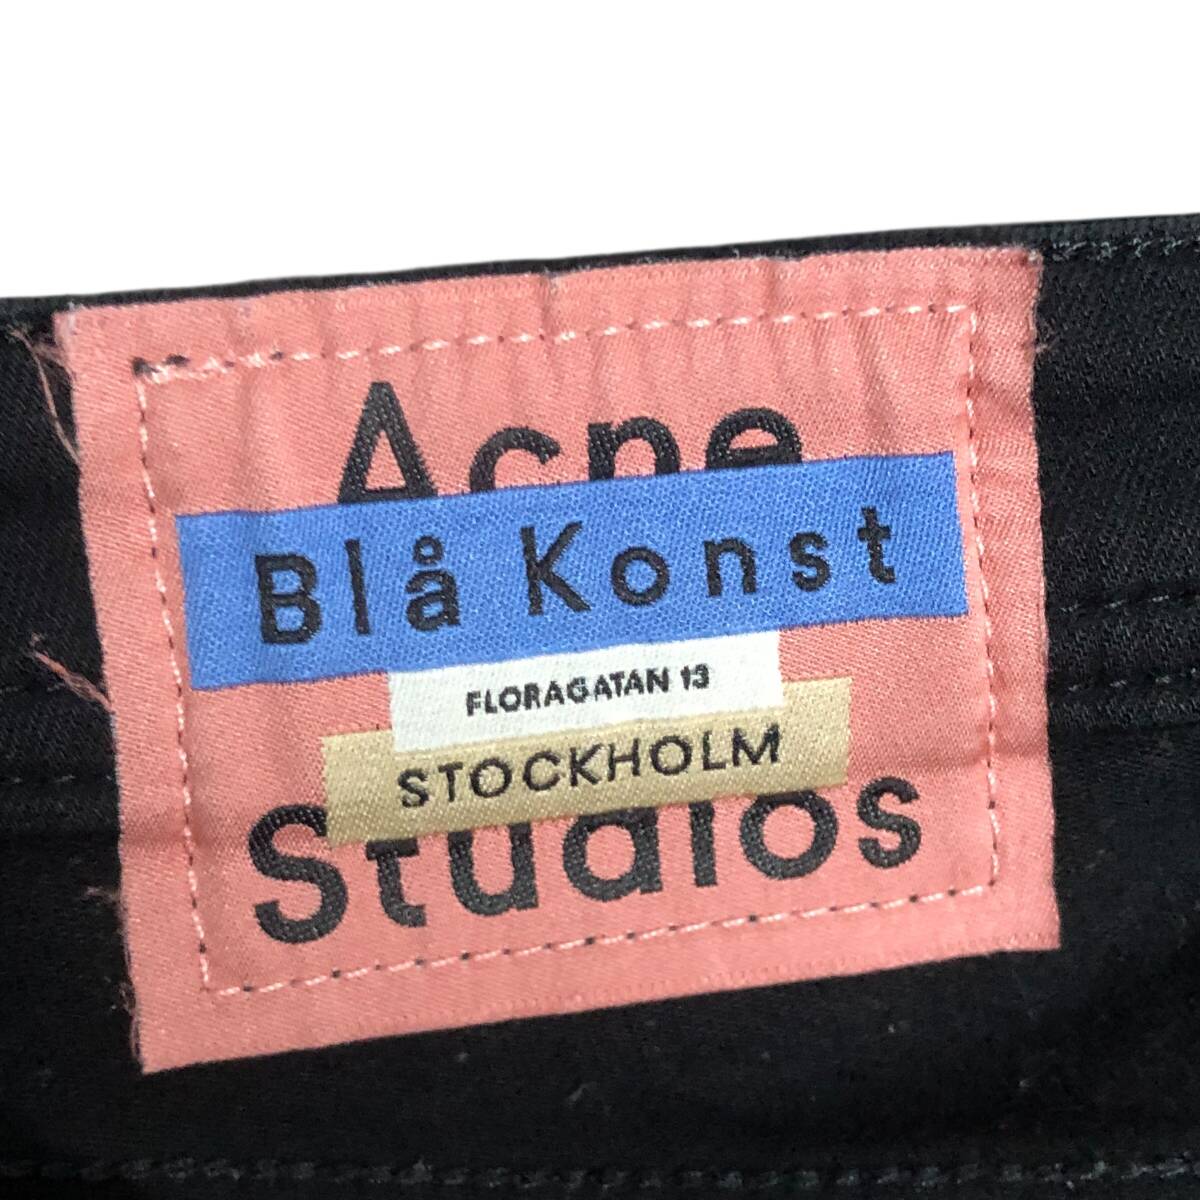 Acne
Blå Konst
FLORAGATAN 13
STOCKHOLM
Studios